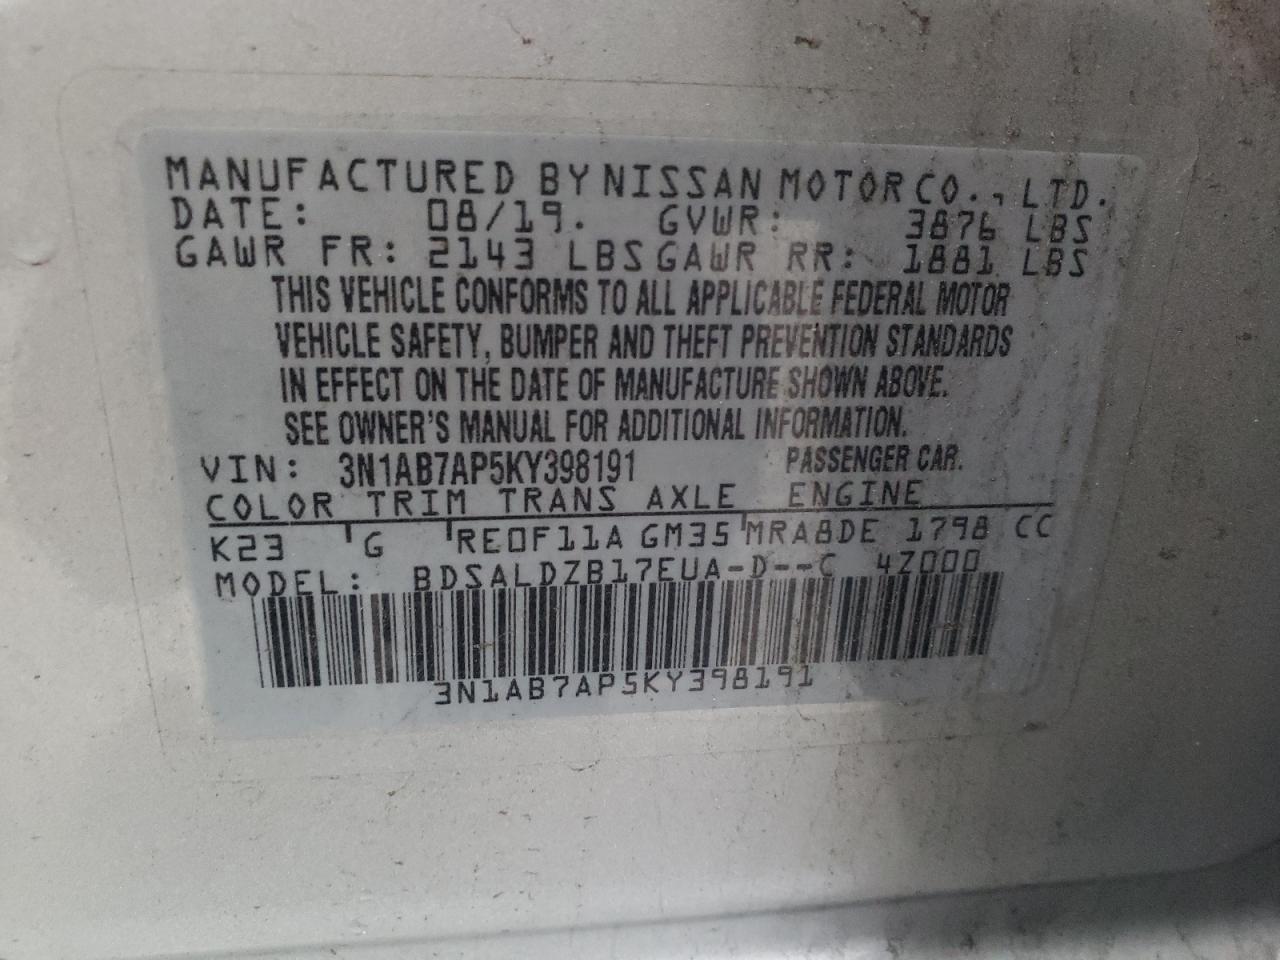 MANUFACTURED BY NISSAN MOTOR CO., LTD.
DATE: 08/19. GVWR: 3876 LBS
GAWR FR: 2143 LBS GAWR RR: 1881 LBS
THIS VEHICLE CONFORMS TO ALL APPLICABLE FEDERAL MOTOR
VEHICLE SAFETY, BUMPER AND THEFT PREVENTION STANDARDS
IN EFFECT ON THE DATE OF MANUFACTURE SHOWN ABOVE.
SEE OWNER'S MANUAL FOR ADDITIONAL INFORMATION.
VIN: 3N1AB7AP5KY398191 PASSENGER CAR.
COLOR TRIM TRANS AXLE ENGINE
K23 G RE0F11A GM35 MRA8DE 1798 CC
MODEL: BDSALDZB17EUA-D--C 4Z000
3N1AB7AP5KY398191